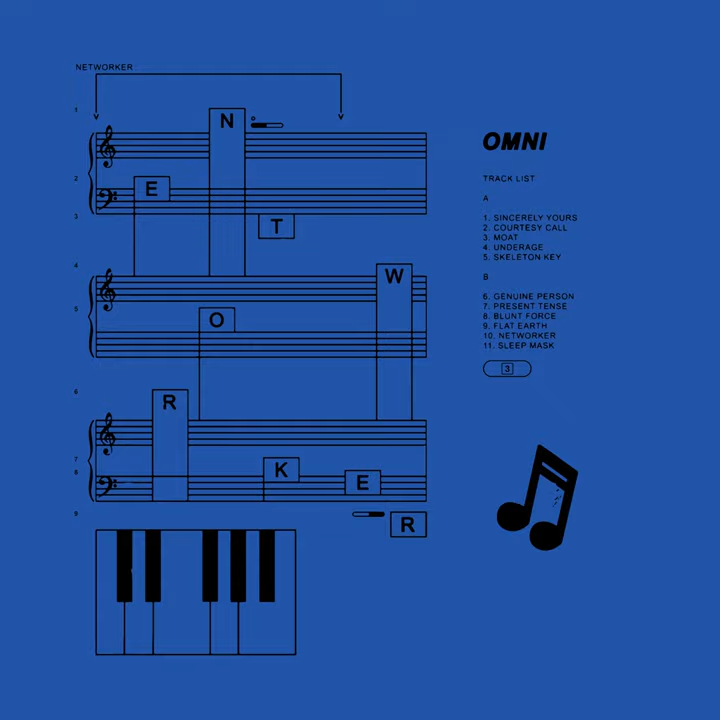 NETWORKER
1
N
2
E
3
T
4
W
5
O
6
R
7
K
8
E
9
R
OMNI
TRACK LIST
A
1. SINCERELY YOURS
2. COURTESY CALL
3. MOAT
4. UNDERAGE
5. SKELETON KEY
B
6. GENUINE PERSON
7. PRESENT TENSE
8. BLUNT FORCE
9. FLAT EARTH
10. NETWORKER
11. SLEEP MASK
3